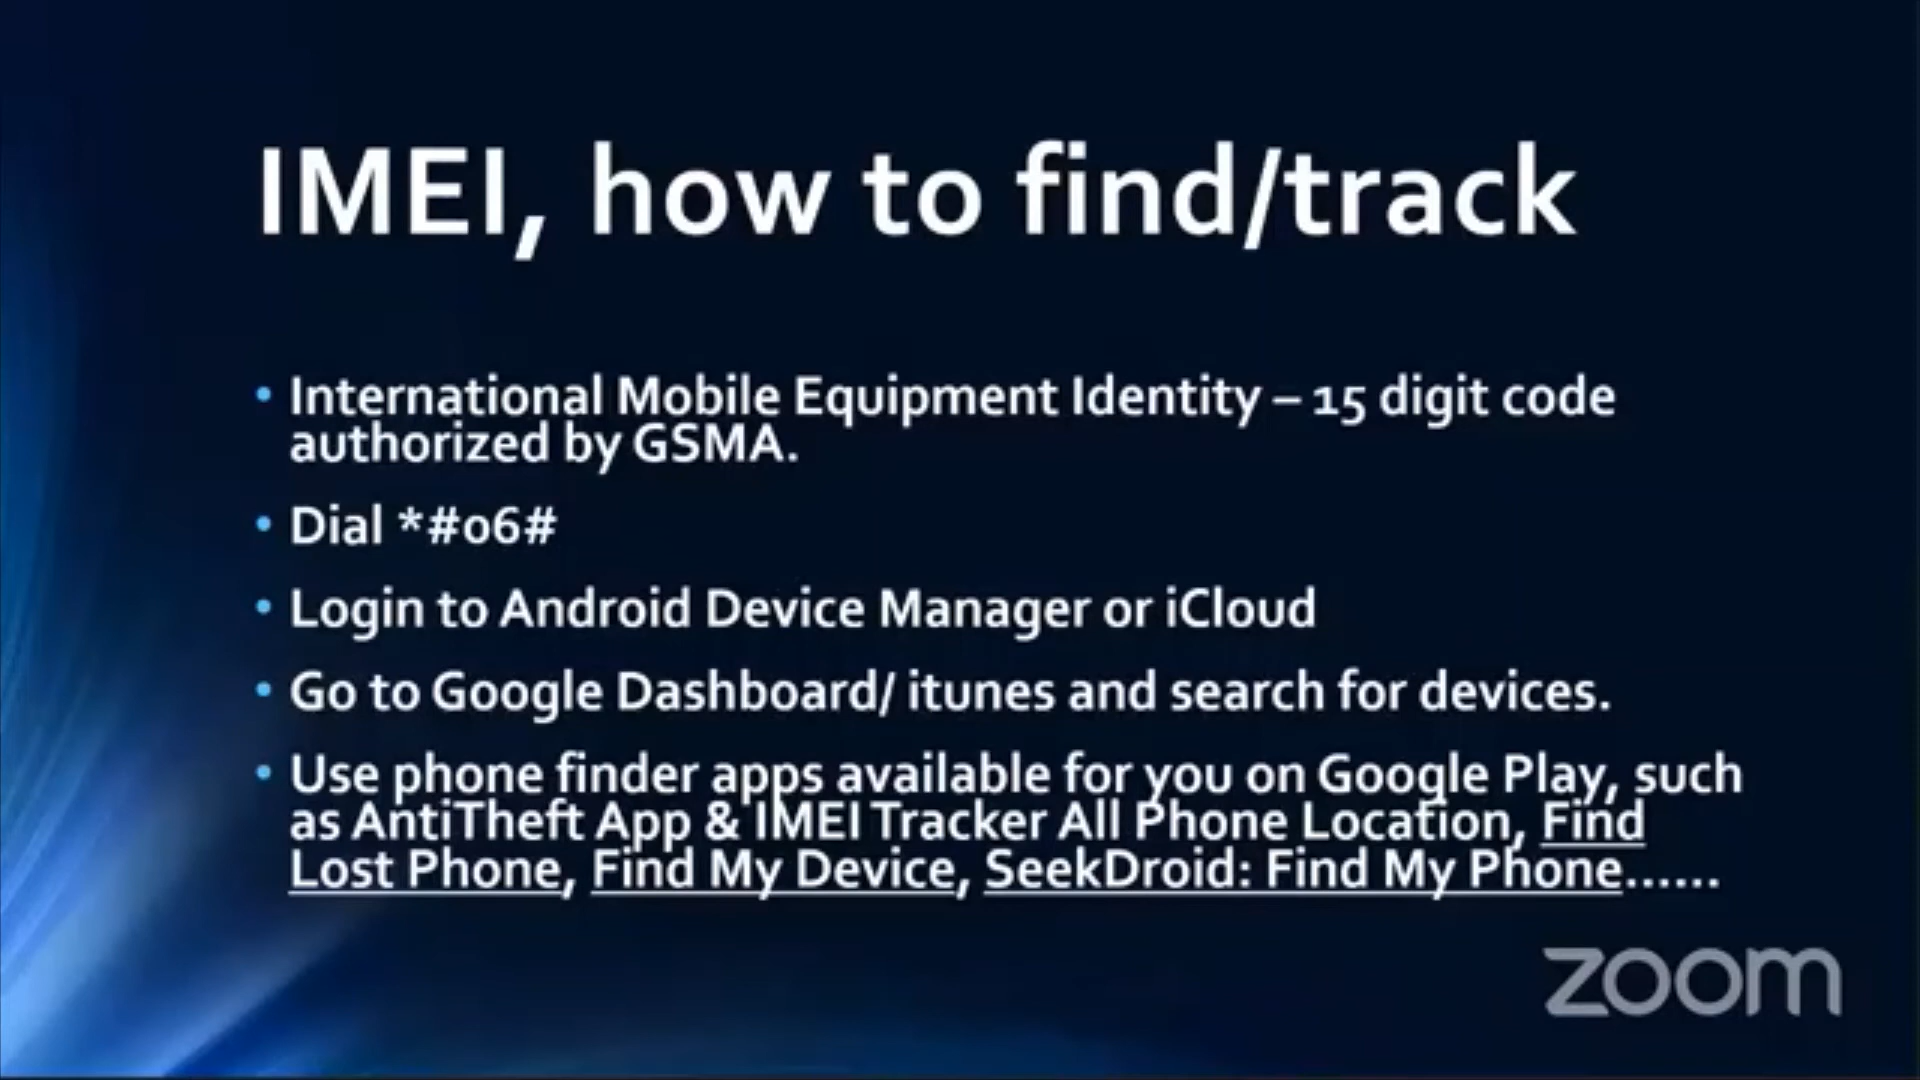 IMEI, how to find/track
• International Mobile Equipment Identity – 15 digit code
authorized by GSMA.
• Dial *#06#
• Login to Android Device Manager or iCloud
• Go to Google Dashboard/ itunes and search for devices.
• Use phone finder apps available for you on Google Play, such
as AntiTheft App & IMEI Tracker All Phone Location, Find
Lost Phone, Find My Device, SeekDroid: Find My Phone......
zoom